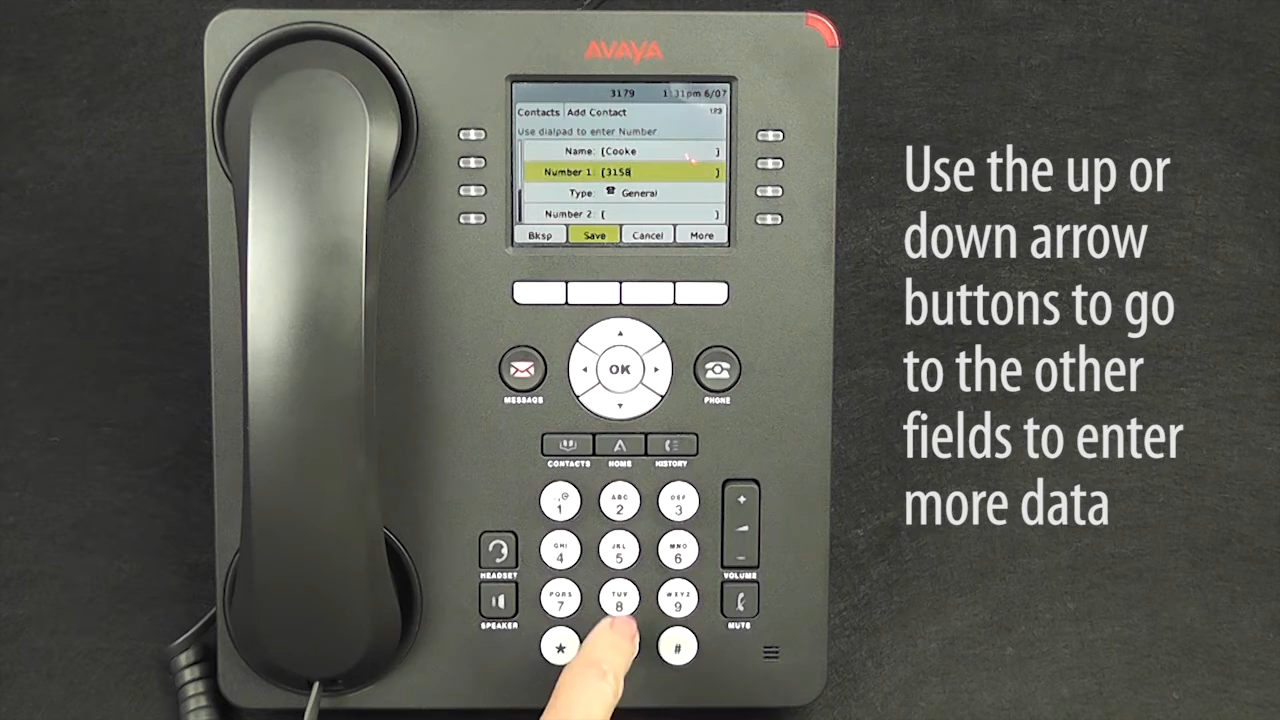 AVAYA
3179 1:31pm 6/07
Contacts Add Contact 123
Use dialpad to enter Number
Name: [Cooke ]
Number 1: [3158 ]
Type: General
Number 2: [ ]
Bksp Save Cancel More
OK
MESSAGE PHONE
CONTACTS HOME HISTORY
.,@ ABC DEF
1 2 3
GHI JKL MNO
4 5 6
HEADSET VOLUME
PQRS TUV WXYZ
7 8 9
SPEAKER MUTE
* #
Use the up or
down arrow
buttons to go
to the other
fields to enter
more data